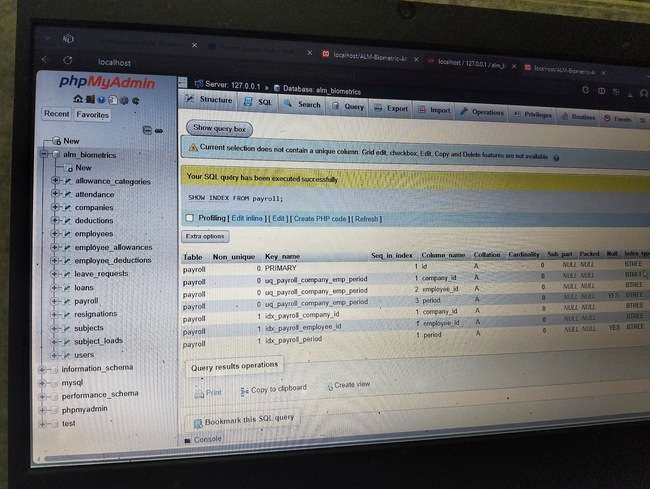 localhost
localhost/ALM-Biometric-At
localhost / 127.0.0.1 / alm_b
localhost/ALM-Biometric-At
phpMyAdmin
Recent Favorites
New
alm_biometrics
New
allowance_categories
attendance
companies
deductions
employees
employee_allowances
employee_deductions
leave_requests
loans
payroll
resignations
subjects
subject_loads
users
information_schema
mysql
performance_schema
phpmyadmin
test
Server: 127.0.0.1 » Database: alm_biometrics
Structure SQL Search Query Export Import Operations Privileges Routines Events
Show query box
Current selection does not contain a unique column. Grid edit, checkbox, Edit, Copy and Delete features are not available.
Your SQL query has been executed successfully.
SHOW INDEX FROM payroll;
Profiling [ Edit inline ] [ Edit ] [ Create PHP code ] [ Refresh ]
Extra options
Table Non_unique Key_name Seq_in_index Column_name Collation Cardinality Sub_part Packed Null Index_type
payroll 0 PRIMARY 1 id A 0 NULL NULL BTREE
payroll 0 uq_payroll_company_emp_period 1 company_id A 0 NULL NULL BTREE
payroll 0 uq_payroll_company_emp_period 2 employee_id A 0 NULL NULL BTREE
payroll 0 uq_payroll_company_emp_period 3 period A 0 NULL NULL YES BTREE
payroll 1 idx_payroll_company_id 1 company_id A 0 NULL NULL BTREE
payroll 1 idx_payroll_employee_id 1 employee_id A 0 NULL NULL BTREE
payroll 1 idx_payroll_period 1 period A 0 NULL NULL YES BTREE
Query results operations
Print Copy to clipboard Create view
Bookmark this SQL query
Console